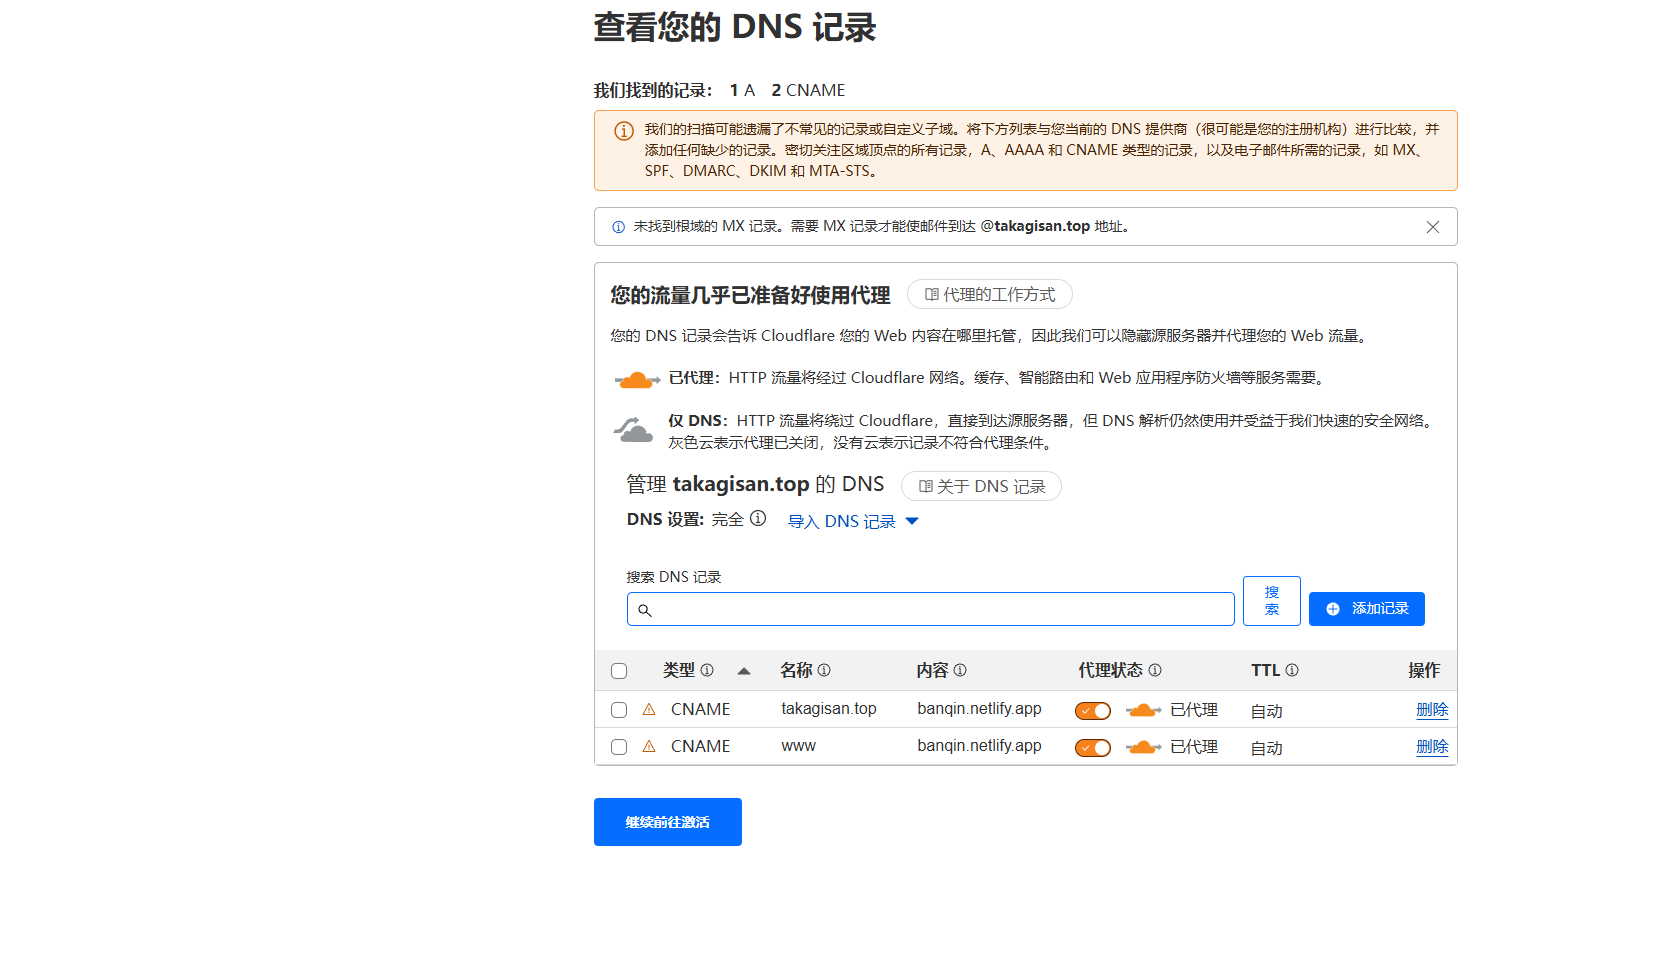 查看您的 DNS 记录
我们找到的记录： 1 A 2 CNAME
我们的扫描可能遗漏了不常见的记录或自定义子域。将下方列表与您当前的 DNS 提供商（很可能是您的注册机构）进行比较，并
添加任何缺少的记录。密切关注区域顶点的所有记录，A、AAAA 和 CNAME 类型的记录，以及电子邮件所需的记录，如 MX、
SPF、DMARC、DKIM 和 MTA-STS。
未找到根域的 MX 记录。需要 MX 记录才能使邮件到达 @takagisan.top 地址。
您的流量几乎已准备好使用代理 代理的工作方式
您的 DNS 记录会告诉 Cloudflare 您的 Web 内容在哪里托管，因此我们可以隐藏源服务器并代理您的 Web 流量。
已代理：HTTP 流量将经过 Cloudflare 网络。缓存、智能路由和 Web 应用程序防火墙等服务需要。
仅 DNS：HTTP 流量将绕过 Cloudflare，直接到达源服务器，但 DNS 解析仍然使用并受益于我们快速的安全网络。
灰色云表示代理已关闭，没有云表示记录不符合代理条件。
管理 takagisan.top 的 DNS 关于 DNS 记录
DNS 设置: 完全 导入 DNS 记录
搜索 DNS 记录
搜
索
添加记录
类型 名称 内容 代理状态 TTL 操作
CNAME takagisan.top banqin.netlify.app 已代理 自动 删除
CNAME www banqin.netlify.app 已代理 自动 删除
继续前往激活